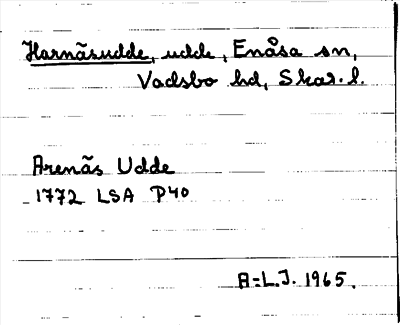 Harnäsudde, udde, Enåsa sn,
Vadsbo hd, Skar. l.
Arenäs Udde
1772 LSA P40
A-L.J. 1965.